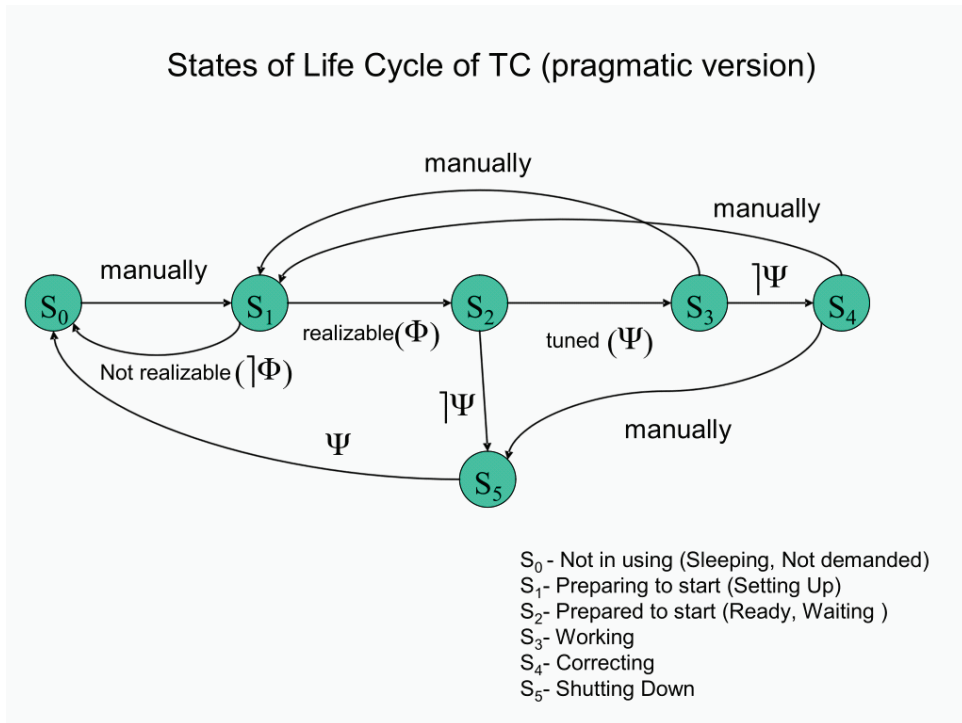 States of Life Cycle of TC (pragmatic version)
manually
manually
manually
⌉Ψ
S0
S1
S2
S3
S4
realizable(Φ)
tuned (Ψ)
Not realizable(⌉Φ)
⌉Ψ
manually
Ψ
S5
S0- Not in using (Sleeping, Not demanded)
S1- Preparing to start (Setting Up)
S2- Prepared to start (Ready, Waiting )
S3- Working
S4- Correcting
S5- Shutting Down